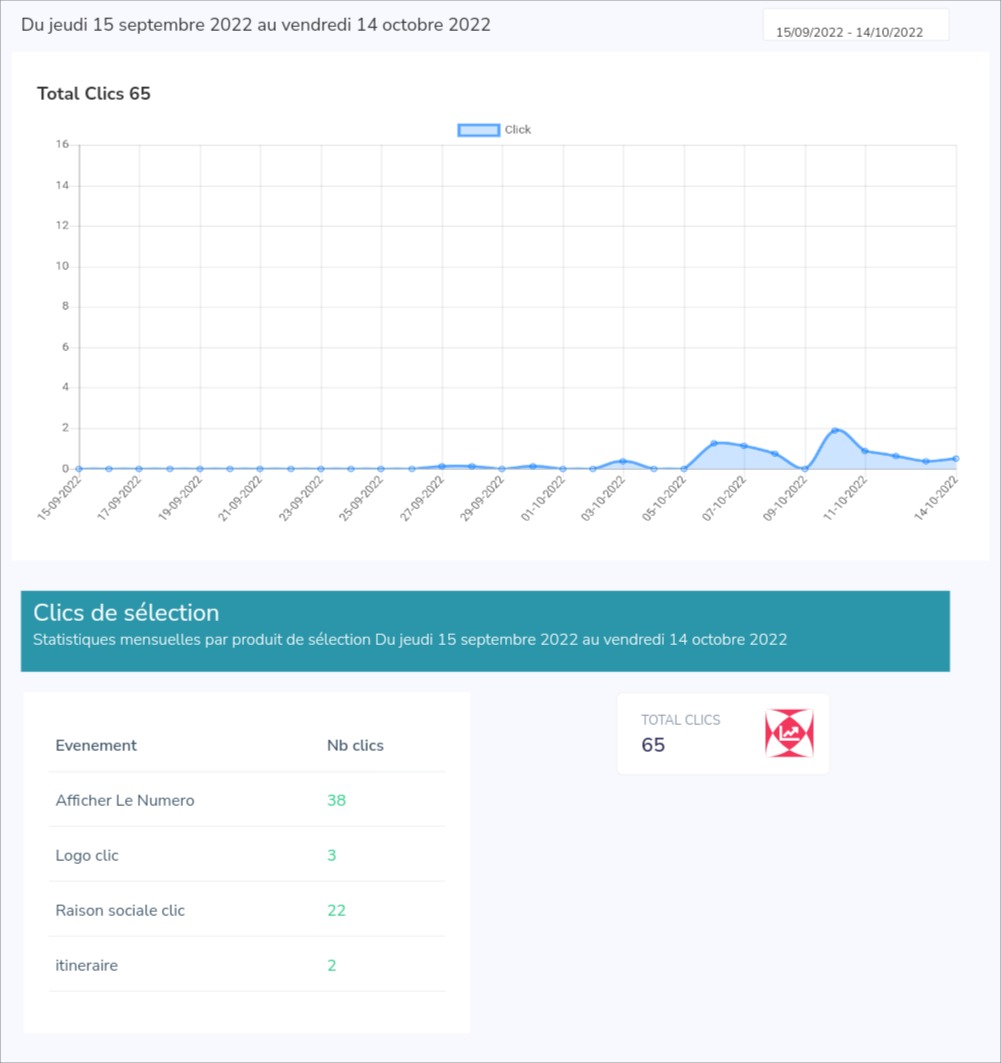 Du jeudi 15 septembre 2022 au vendredi 14 octobre 2022
15/09/2022 - 14/10/2022
Total Clics 65
Click
16
14
12
10
8
6
4
2
0
15-09-2022
17-09-2022
19-09-2022
21-09-2022
23-09-2022
25-09-2022
27-09-2022
29-09-2022
01-10-2022
03-10-2022
05-10-2022
07-10-2022
09-10-2022
11-10-2022
14-10-2022
Clics de sélection
Statistiques mensuelles par produit de sélection Du jeudi 15 septembre 2022 au vendredi 14 octobre 2022
Evenement Nb clics
Afficher Le Numero 38
Logo clic 3
Raison sociale clic 22
itineraire 2
TOTAL CLICS
65